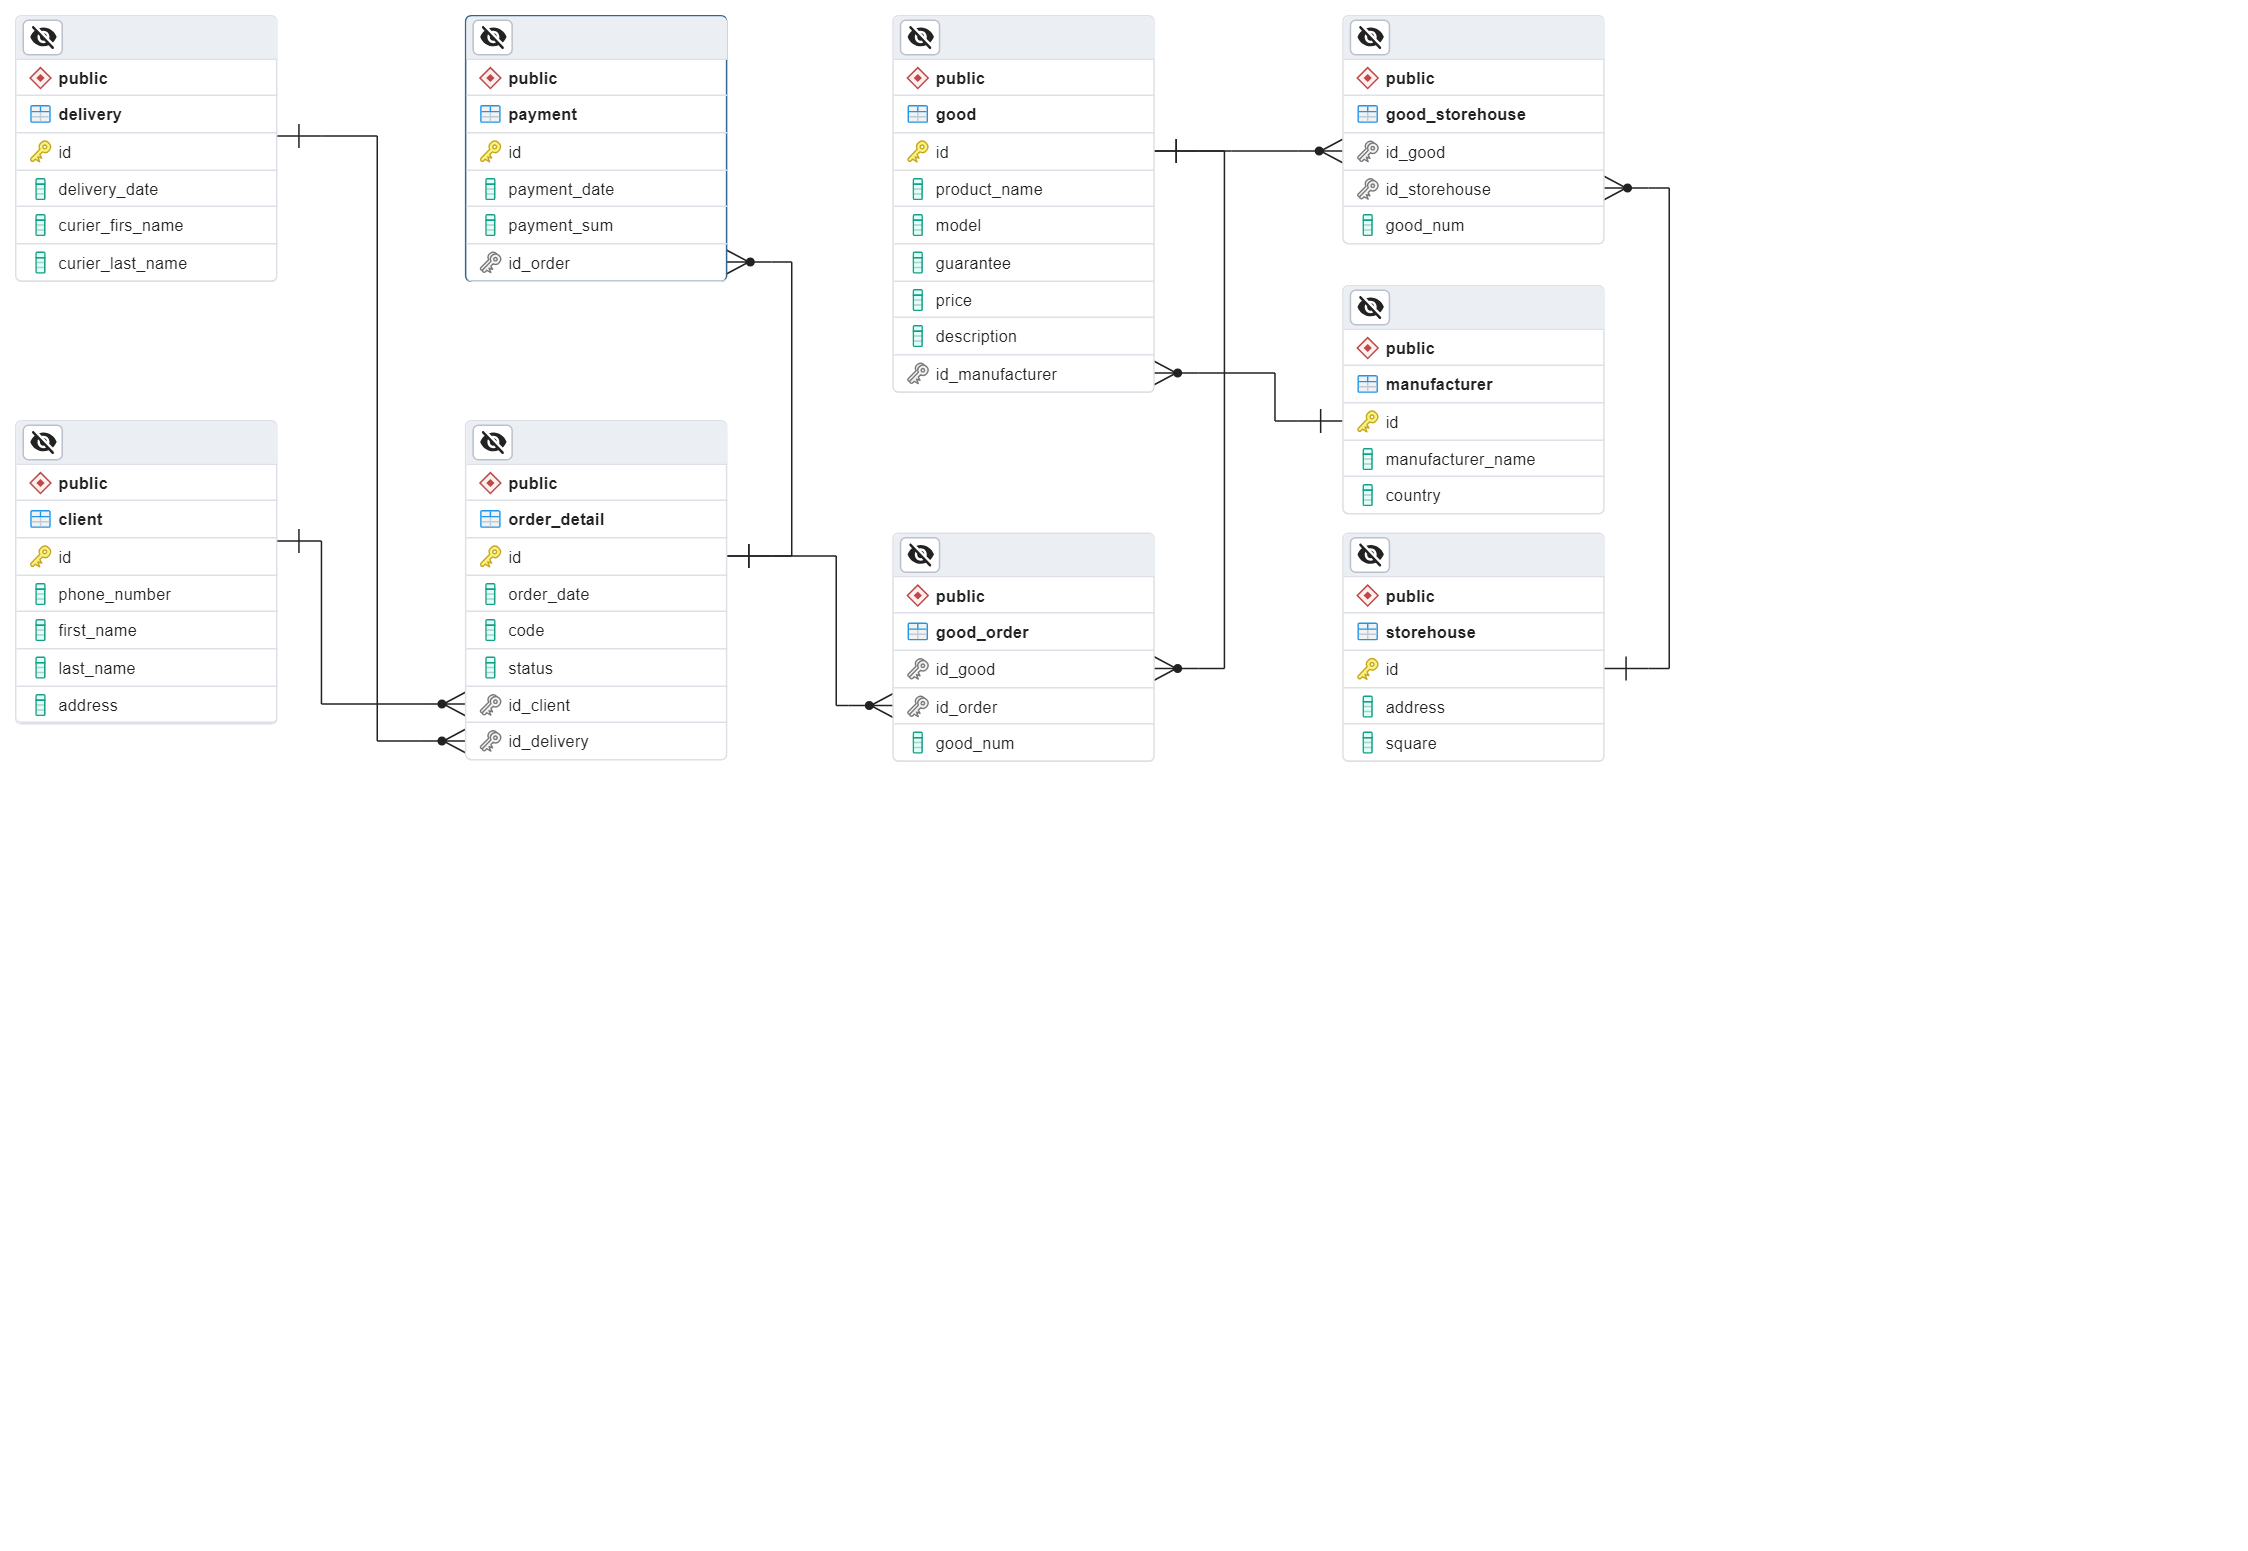 public
delivery
id
delivery_date
curier_firs_name
curier_last_name
public
payment
id
payment_date
payment_sum
id_order
public
good
id
product_name
model
guarantee
price
description
id_manufacturer
public
good_storehouse
id_good
id_storehouse
good_num
public
manufacturer
id
manufacturer_name
country
public
client
id
phone_number
first_name
last_name
address
public
order_detail
id
order_date
code
status
id_client
id_delivery
public
good_order
id_good
id_order
good_num
public
storehouse
id
address
square